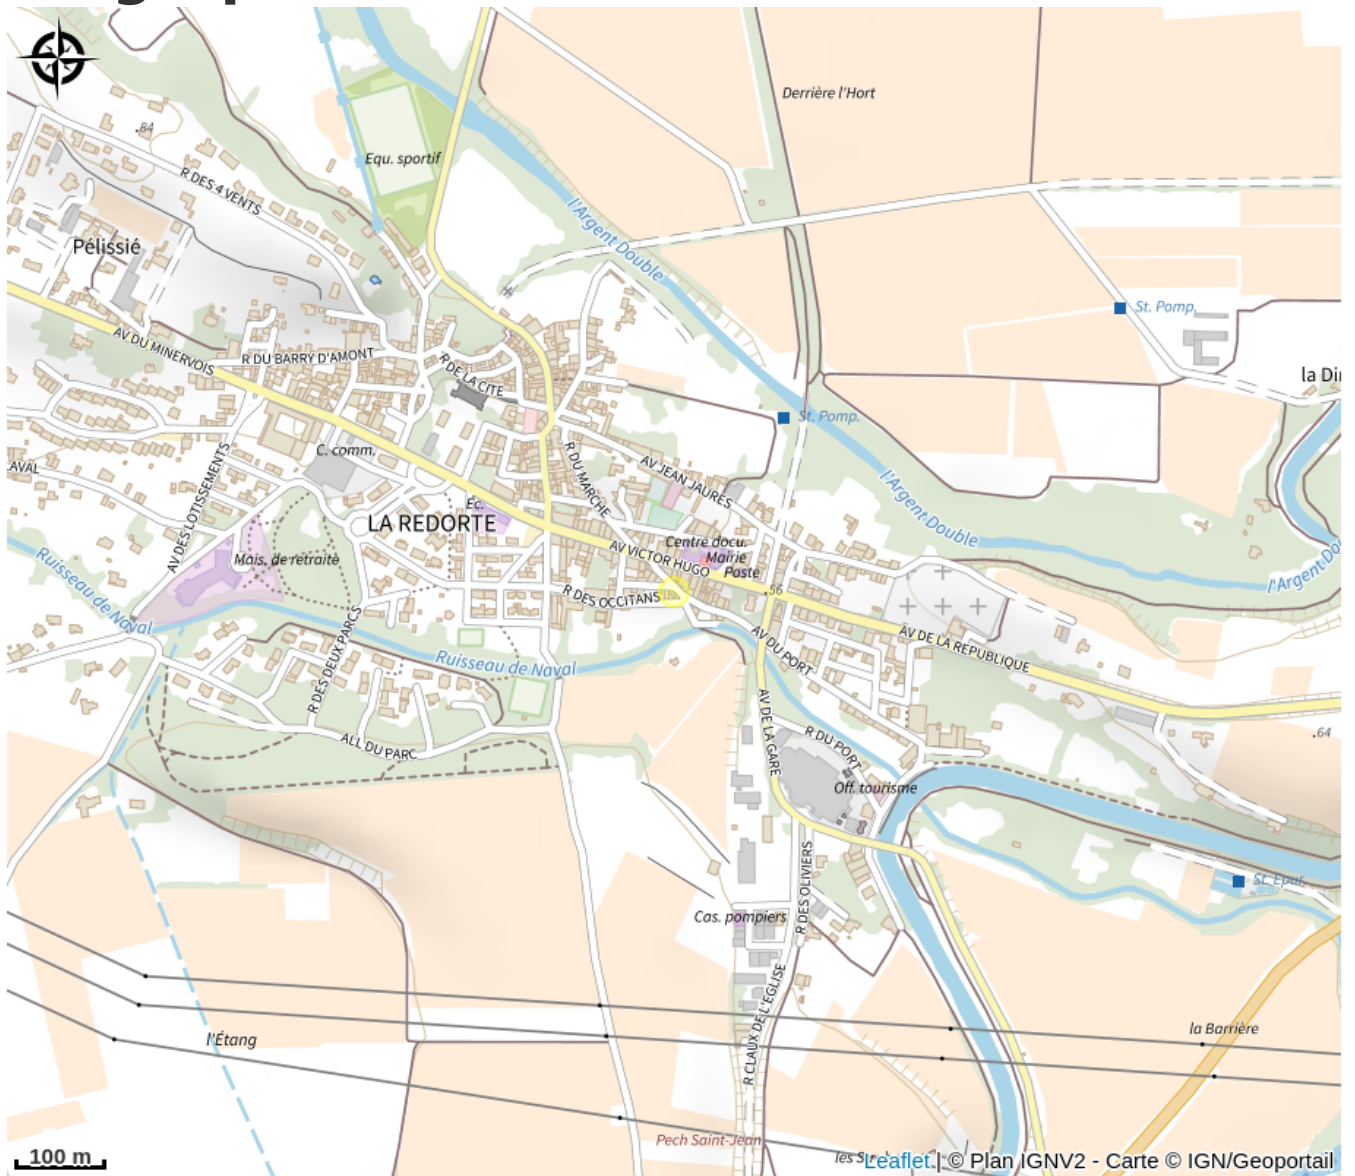 Derrière l'Hort
.84
Equ. sportif
R DES 4 VENTS
l'Argent Double
Pélissié
St. Pomp.
AV DU MINERVOIS
R DU BARRY D'AMONT
R DE LA CITE
la Di
St. Pomp.
C. comm.
R DU MARCHE
AV JEAN JAURES
LAVAL
AV DES LOTISSEMENTS
Éc.
l'Argent Double
LA REDORTE
Centre docu.
Mairie
Poste
AV VICTOR HUGO
Mais. de retraite
Ruisseau de Naval
l'Argent Do
R DES OCCITANS
.56
AV DU PORT
AV DE LA REPUBLIQUE
R DES DEUX PARCS
Ruisseau de Naval
AV DE LA GARE
ALL DU PARC
R DU PORT
.64
Off. tourisme
R DES OLIVIERS
St. Epur.
Cas. pompiers
R CLAUX DE L'EGLISE
l'Étang
la Barrière
Pech Saint-Jean
100 m
les
Leaflet | © Plan IGNV2 - Carte © IGN/Geoportail